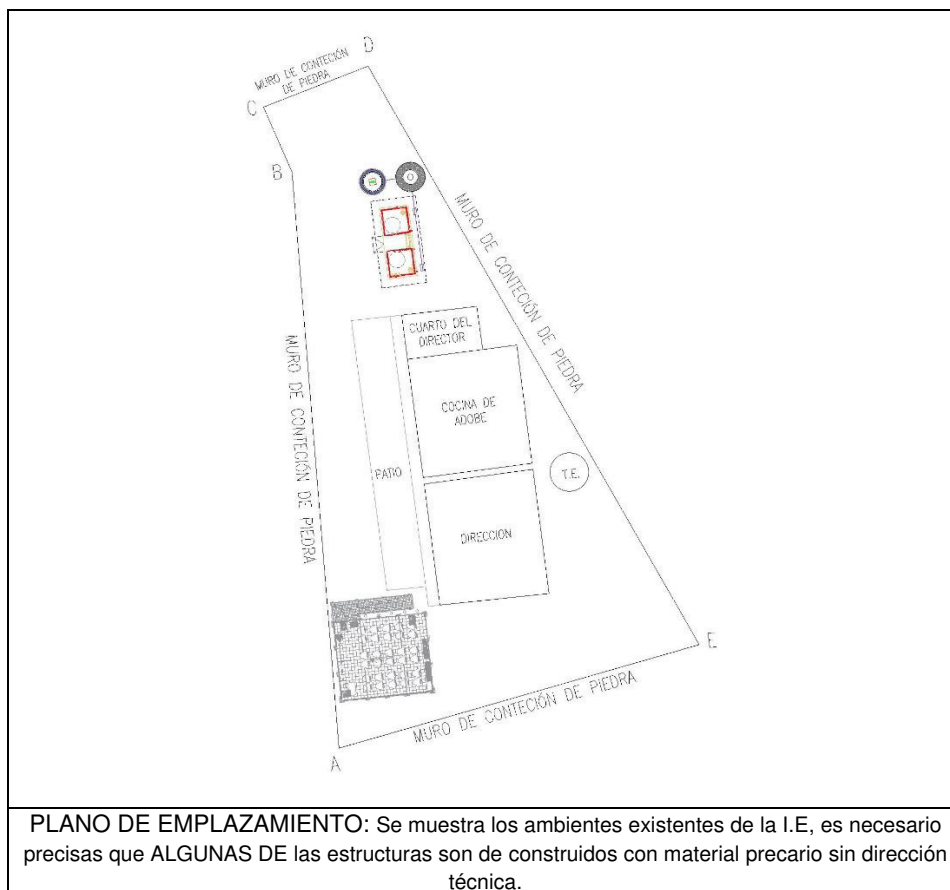 D
MURO DE CONTECIÓN
DE PIEDRA
C
B
MURO DE CONTECIÓN DE PIEDRA
CUARTO DEL
DIRECTOR
MURO DE CONTECIÓN DE PIEDRA
COCINA DE
ADOBE
PATIO
T.E.
DIRECCION
E
MURO DE CONTECIÓN DE PIEDRA
A
PLANO DE EMPLAZAMIENTO: Se muestra los ambientes existentes de la I.E, es necesario
precisas que ALGUNAS DE las estructuras son de construidos con material precario sin dirección
técnica.